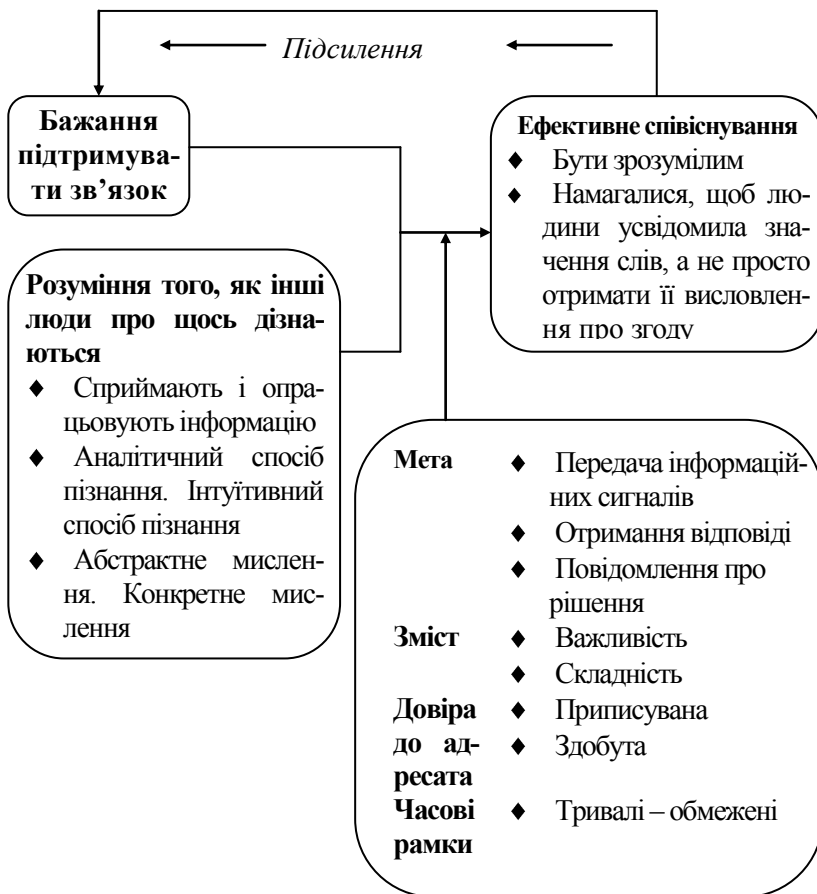 Підсилення
Бажання
підтримува-
ти зв’язок
Ефективне співіснування
♦ Бути зрозумілим
♦ Намагалися, щоб лю-
дини усвідомила зна-
чення слів, а не просто
отримати її висловлен-
ня про згоду
Розуміння того, як інші
люди про щось дізна-
ються
♦ Сприймають і опра-
цьовують інформацію
♦ Аналітичний спосіб
пізнання. Інтуїтивний
спосіб пізнання
♦ Абстрактне мислен-
ня. Конкретне мис-
лення
Мета ♦ Передача інформацій-
них сигналів
♦ Отримання відповіді
♦ Повідомлення про
рішення
Зміст ♦ Важливість
♦ Складність
Довіра ♦ Приписувана
до ад- ♦ Здобута
ресата
Часові ♦ Тривалі – обмежені
рамки